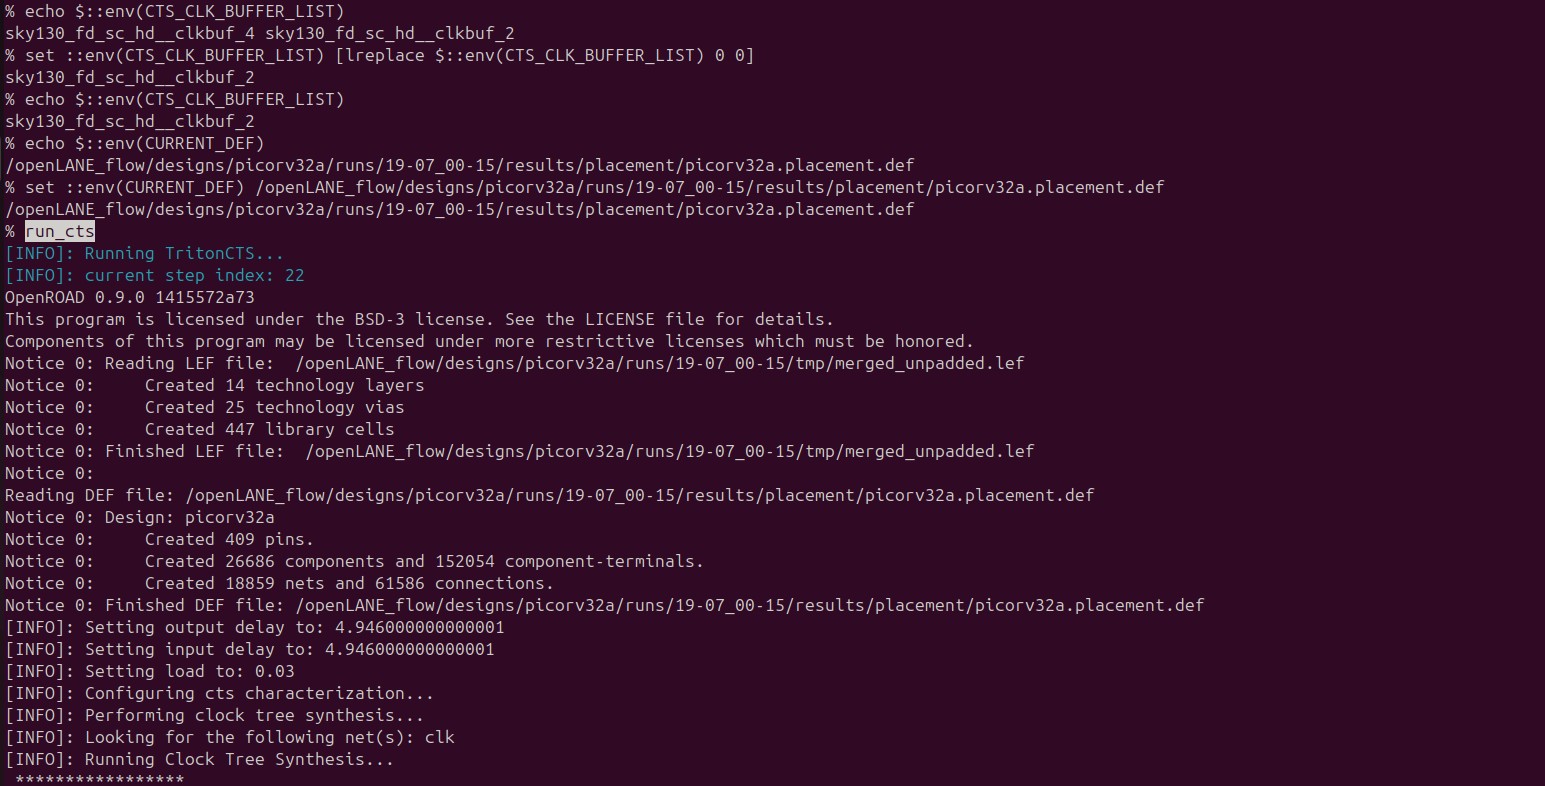 % echo $::env(CTS_CLK_BUFFER_LIST)
sky130_fd_sc_hd__clkbuf_4 sky130_fd_sc_hd__clkbuf_2
% set ::env(CTS_CLK_BUFFER_LIST) [lreplace $::env(CTS_CLK_BUFFER_LIST) 0 0]
sky130_fd_sc_hd__clkbuf_2
% echo $::env(CTS_CLK_BUFFER_LIST)
sky130_fd_sc_hd__clkbuf_2
% echo $::env(CURRENT_DEF)
/openLANE_flow/designs/picorv32a/runs/19-07_00-15/results/placement/picorv32a.placement.def
% set ::env(CURRENT_DEF) /openLANE_flow/designs/picorv32a/runs/19-07_00-15/results/placement/picorv32a.placement.def
/openLANE_flow/designs/picorv32a/runs/19-07_00-15/results/placement/picorv32a.placement.def
% run_cts
[INFO]: Running TritonCTS...
[INFO]: current step index: 22
OpenROAD 0.9.0 1415572a73
This program is licensed under the BSD-3 license. See the LICENSE file for details.
Components of this program may be licensed under more restrictive licenses which must be honored.
Notice 0: Reading LEF file:  /openLANE_flow/designs/picorv32a/runs/19-07_00-15/tmp/merged_unpadded.lef
Notice 0:     Created 14 technology layers
Notice 0:     Created 25 technology vias
Notice 0:     Created 447 library cells
Notice 0: Finished LEF file:  /openLANE_flow/designs/picorv32a/runs/19-07_00-15/tmp/merged_unpadded.lef
Notice 0:
Reading DEF file: /openLANE_flow/designs/picorv32a/runs/19-07_00-15/results/placement/picorv32a.placement.def
Notice 0: Design: picorv32a
Notice 0:     Created 409 pins.
Notice 0:     Created 26686 components and 152054 component-terminals.
Notice 0:     Created 18859 nets and 61586 connections.
Notice 0: Finished DEF file: /openLANE_flow/designs/picorv32a/runs/19-07_00-15/results/placement/picorv32a.placement.def
[INFO]: Setting output delay to: 4.946000000000001
[INFO]: Setting input delay to: 4.946000000000001
[INFO]: Setting load to: 0.03
[INFO]: Configuring cts characterization...
[INFO]: Performing clock tree synthesis...
[INFO]: Looking for the following net(s): clk
[INFO]: Running Clock Tree Synthesis...
*****************